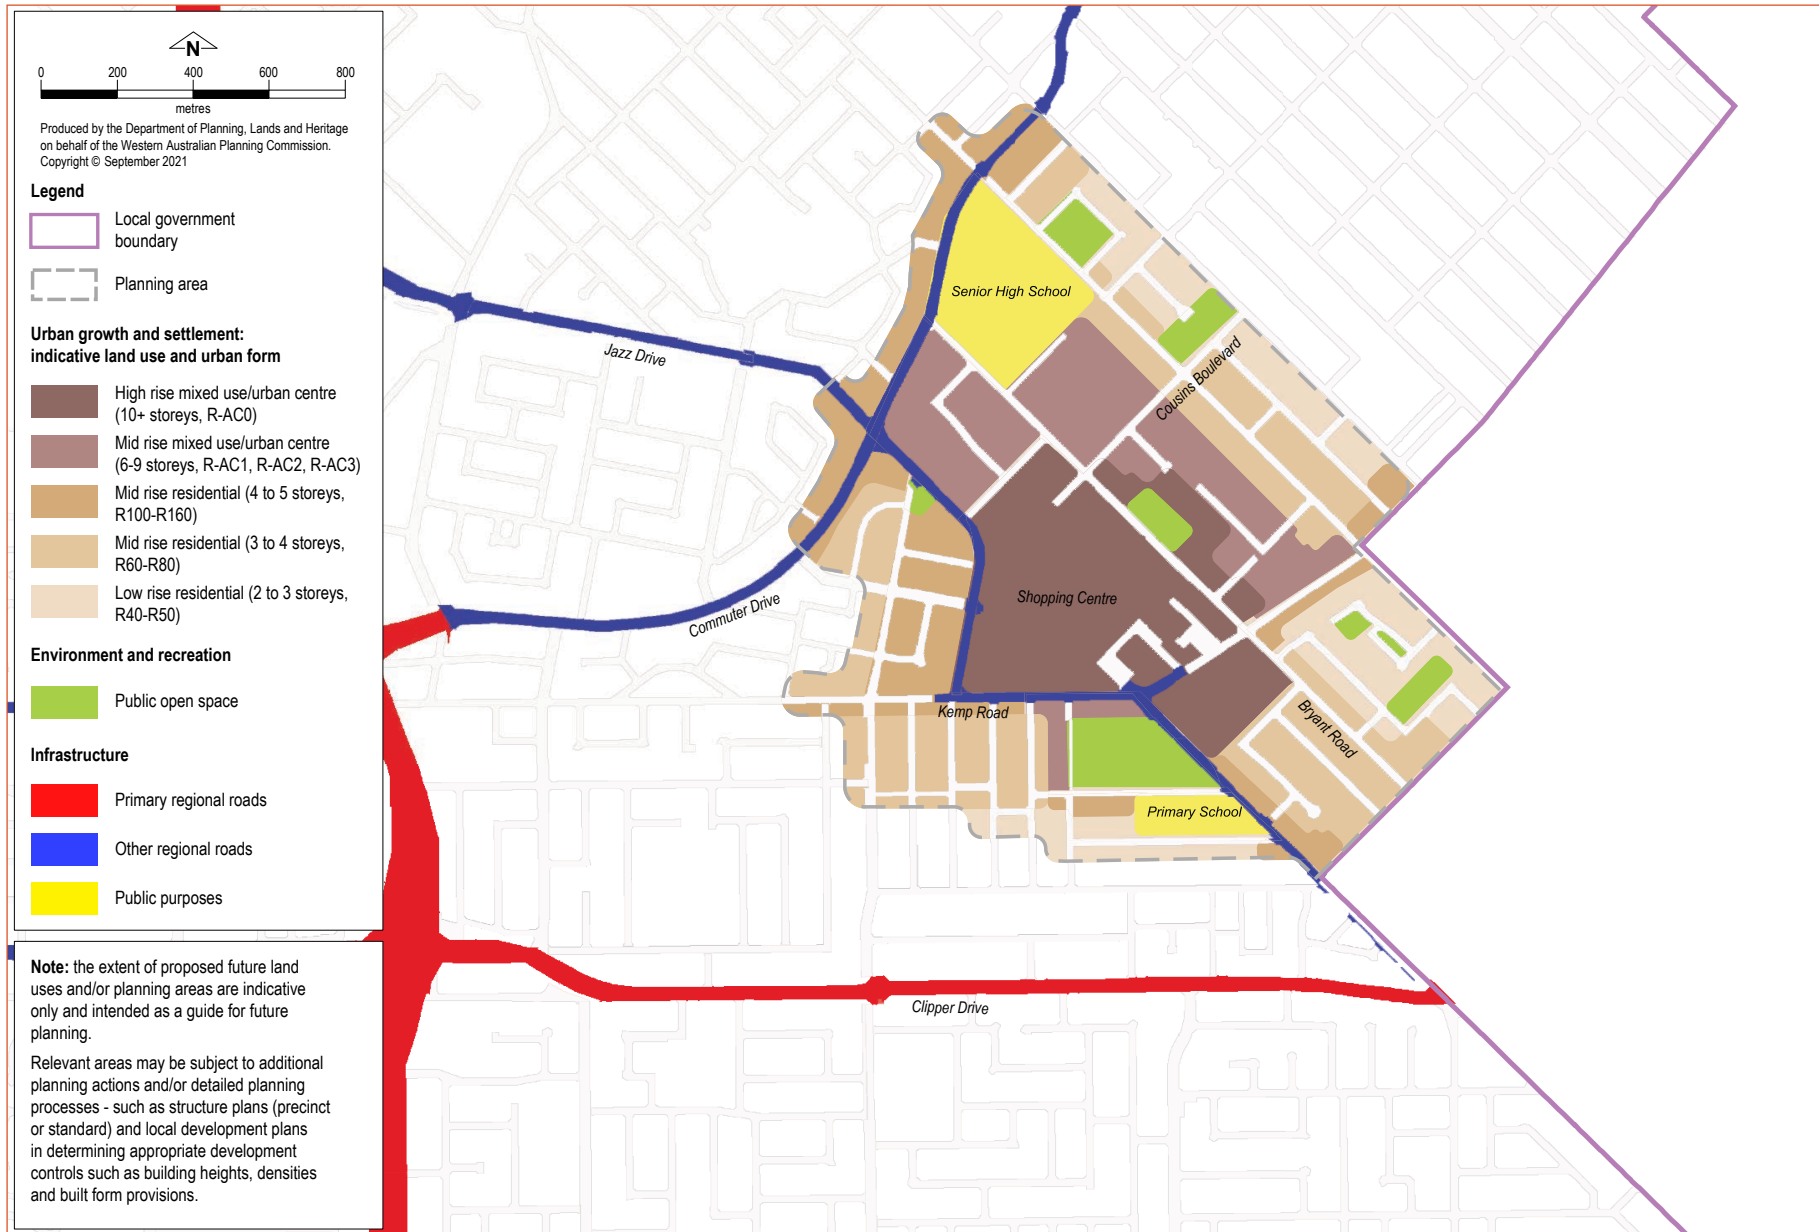 N
0 200 400 600 800
metres
Produced by the Department of Planning, Lands and Heritage
on behalf of the Western Australian Planning Commission.
Copyright © September 2021
Legend
Local government
boundary
Planning area
Urban growth and settlement:
indicative land use and urban form
High rise mixed use/urban centre
(10+ storeys, R-AC0)
Mid rise mixed use/urban centre
(6-9 storeys, R-AC1, R-AC2, R-AC3)
Mid rise residential (4 to 5 storeys,
R100-R160)
Mid rise residential (3 to 4 storeys,
R60-R80)
Low rise residential (2 to 3 storeys,
R40-R50)
Environment and recreation
Public open space
Infrastructure
Primary regional roads
Other regional roads
Public purposes
Note: the extent of proposed future land
uses and/or planning areas are indicative
only and intended as a guide for future
planning.
Relevant areas may be subject to additional
planning actions and/or detailed planning
processes - such as structure plans (precinct
or standard) and local development plans
in determining appropriate development
controls such as building heights, densities
and built form provisions.
Senior High School
Jazz Drive
Cousins Boulevard
Shopping Centre
Commuter Drive
Kemp Road
Bryant Road
Primary School
Clipper Drive